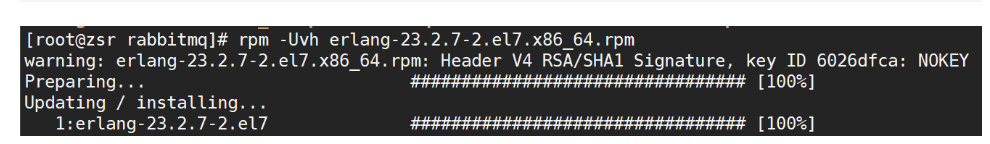 [root@zsr rabbitmq]# rpm -Uvh erlang-23.2.7-2.el7.x86_64.rpm
warning: erlang-23.2.7-2.el7.x86_64.rpm: Header V4 RSA/SHA1 Signature, key ID 6026dfca: NOKEY
Preparing...                          ################################# [100%]
Updating / installing...
   1:erlang-23.2.7-2.el7              ################################# [100%]